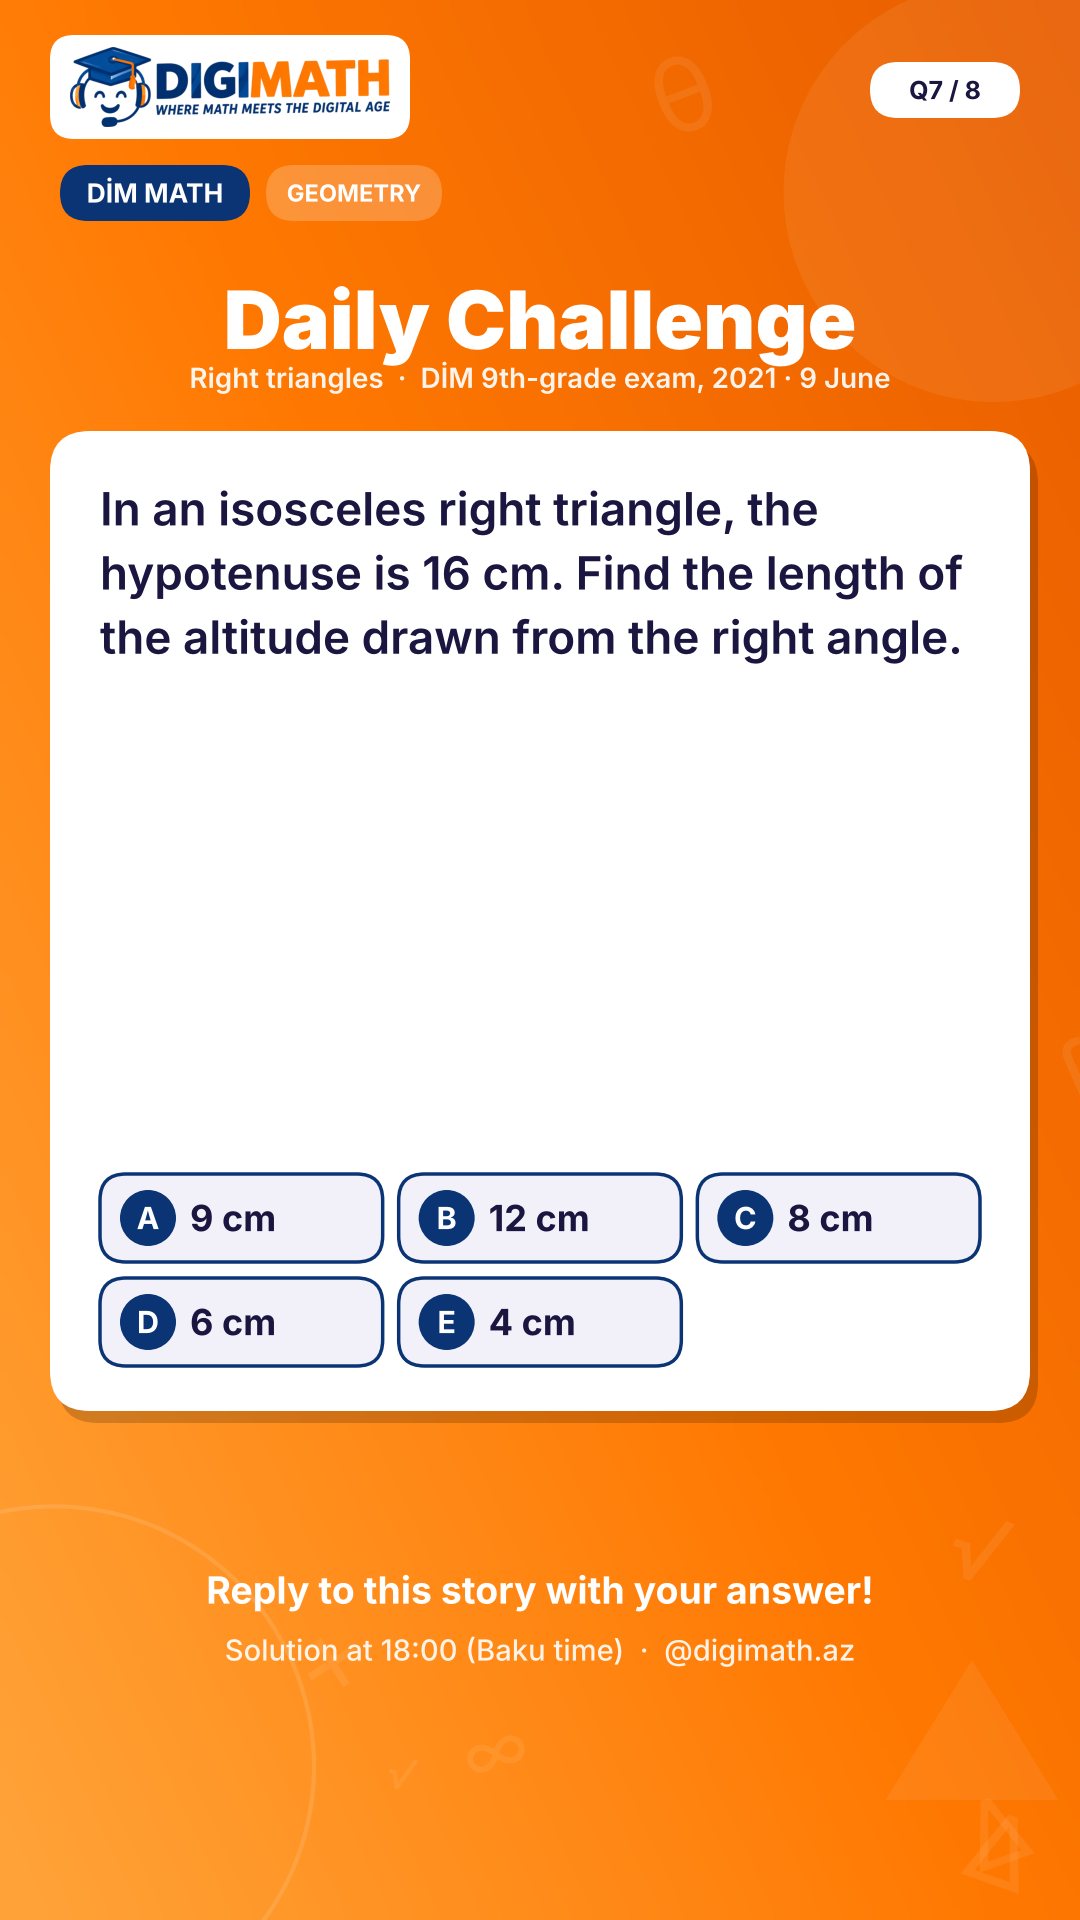 DIGIMATH
WHERE MATH MEETS THE DIGITAL AGE
Q7 / 8
DİM MATH
GEOMETRY
Daily Challenge
Right triangles · DİM 9th-grade exam, 2021 · 9 June
In an isosceles right triangle, the
hypotenuse is 16 cm. Find the length of
the altitude drawn from the right angle.
A 9 cm
B 12 cm
C 8 cm
D 6 cm
E 4 cm
Reply to this story with your answer!
Solution at 18:00 (Baku time) · @digimath.az